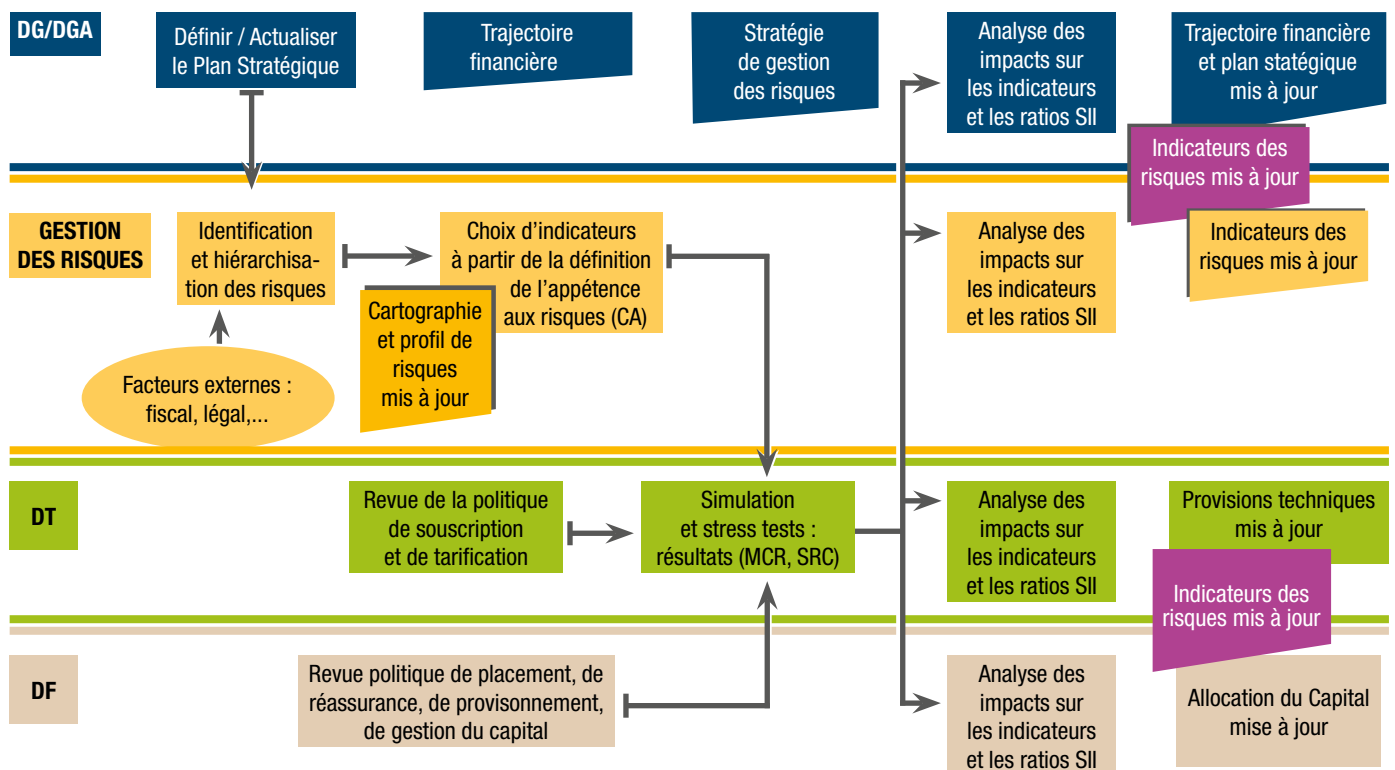 DG/DGA
Définir / Actualiser
le Plan Stratégique
Trajectoire
financière
Stratégie
de gestion
des risques
Analyse des
impacts sur
les indicateurs
et les ratios SII
Trajectoire financière
et plan statégique
mis à jour
Indicateurs des
risques mis à jour
GESTION
DES RISQUES
Identification
et hiérarchisa-
tion des risques
Choix d’indicateurs
à partir de la définition
de l’appétence
aux risques (CA)
Cartographie
et profil de
risques
mis à jour
Facteurs externes :
fiscal, légal,...
Analyse des
impacts sur
les indicateurs
et les ratios SII
Indicateurs des
risques mis à jour
DT
Revue de la politique
de souscription
et de tarification
Simulation
et stress tests :
résultats (MCR, SRC)
Analyse des
impacts sur
les indicateurs
et les ratios SII
Provisions techniques
mis à jour
Indicateurs des
risques mis à jour
DF
Revue politique de placement, de
réassurance, de provisonnement,
de gestion du capital
Analyse des
impacts sur
les indicateurs
et les ratios SII
Allocation du Capital
mise à jour